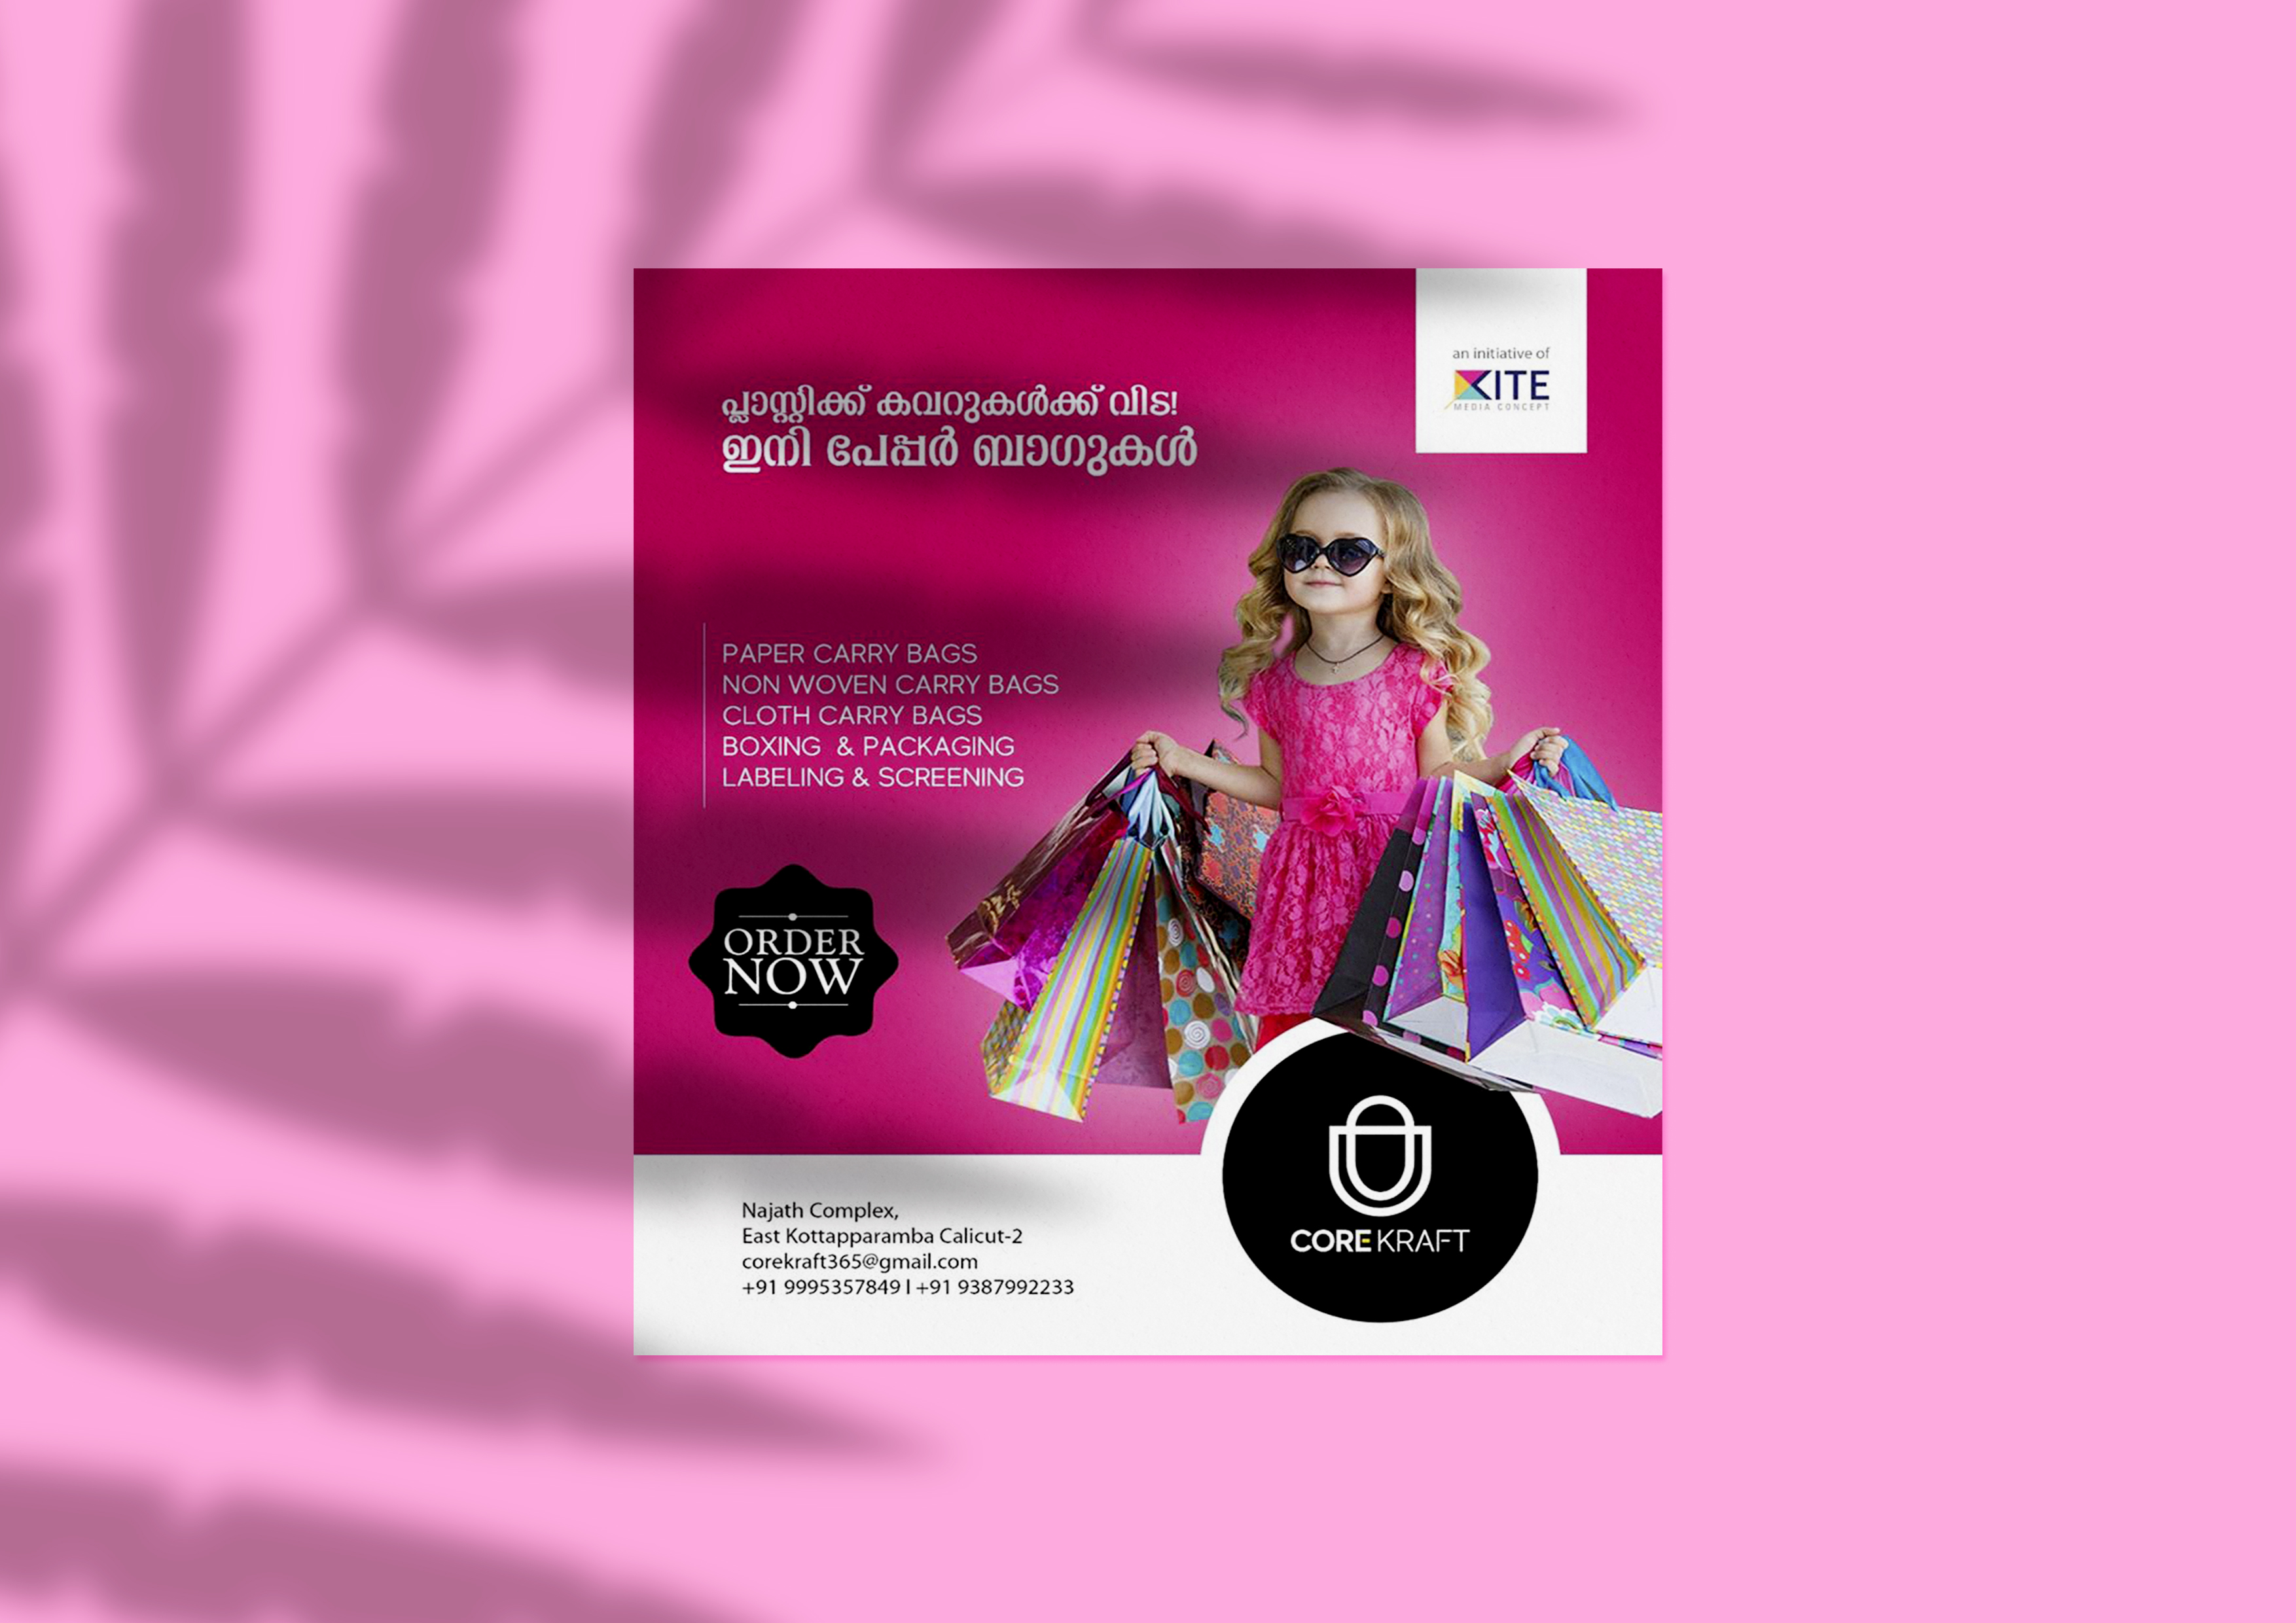 an initiative of
KITE
MEDIA CONCEPT
പ്ലാസ്റ്റിക്ക് കവറുകൾക്ക് വിട!
ഇനി പേപ്പർ ബാഗുകൾ
PAPER CARRY BAGS
NON WOVEN CARRY BAGS
CLOTH CARRY BAGS
BOXING & PACKAGING
LABELING & SCREENING
ORDER
NOW
Najath Complex,
East Kottapparamba Calicut-2
corekraft365@gmail.com
+91 9995357849 l +91 9387992233
COREKRAFT